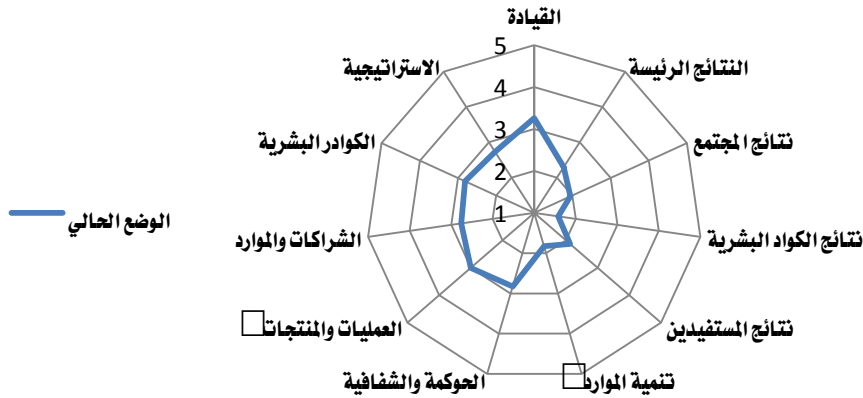 القيادة
النتائج الرئيسة
نتائج المجتمع
نتائج الكواد البشرية
نتائج المستفيدين
تنمية الموارد
الحوكمة والشفافية
العمليات والمنتجات
الشراكات والموارد
الكوادر البشرية
الاستراتيجية
5
4
3
2
1
الوضع الحالي